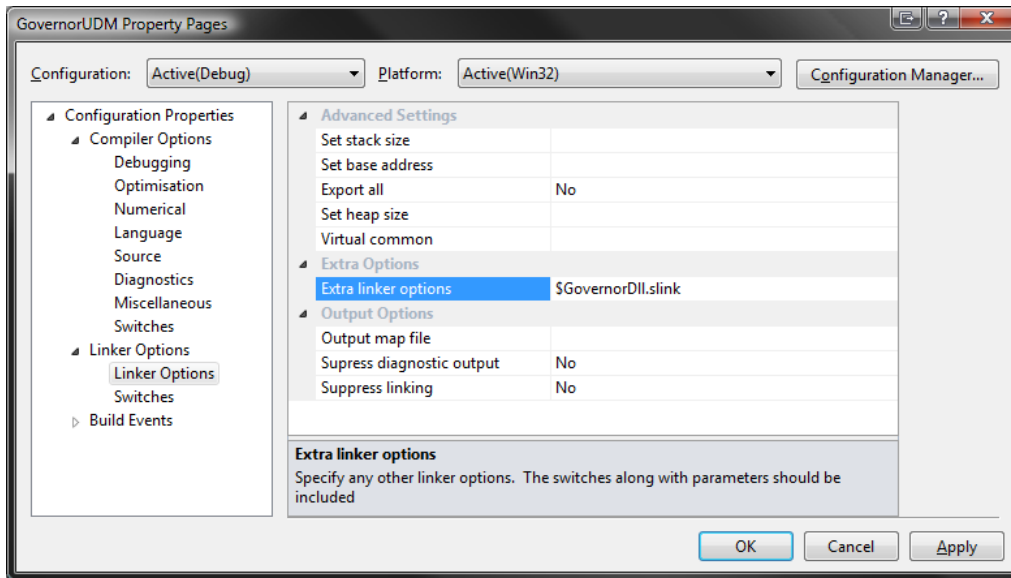 GovernorUDM Property Pages
Configuration: Active(Debug) Platform: Active(Win32) Configuration Manager...
Configuration Properties
Compiler Options
Debugging
Optimisation
Numerical
Language
Source
Diagnostics
Miscellaneous
Switches
Linker Options
Linker Options
Switches
Build Events
Advanced Settings
Set stack size
Set base address
Export all No
Set heap size
Virtual common
Extra Options
Extra linker options $GovernorDll.slink
Output Options
Output map file
Supress diagnostic output No
Suppress linking No
Extra linker options
Specify any other linker options. The switches along with parameters should be
included
OK Cancel Apply